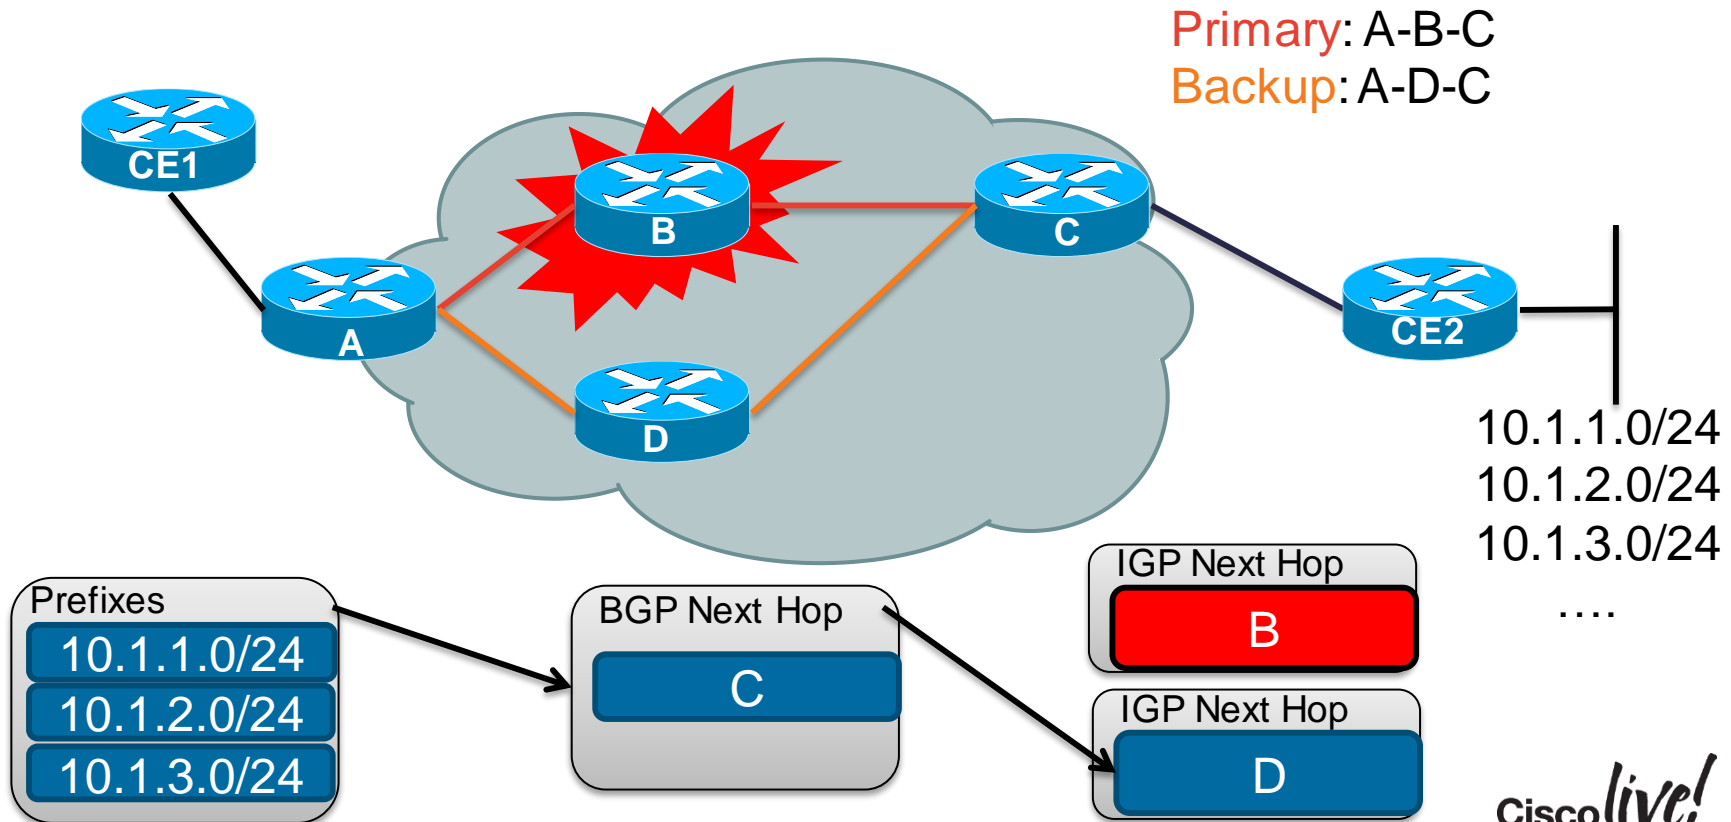 Primary: A-B-C
Backup: A-D-C
CE1
B
C
A
CE2
D
10.1.1.0/24
10.1.2.0/24
10.1.3.0/24
....
Prefixes
10.1.1.0/24
10.1.2.0/24
10.1.3.0/24
BGP Next Hop
C
IGP Next Hop
B
IGP Next Hop
D
Cisco live!